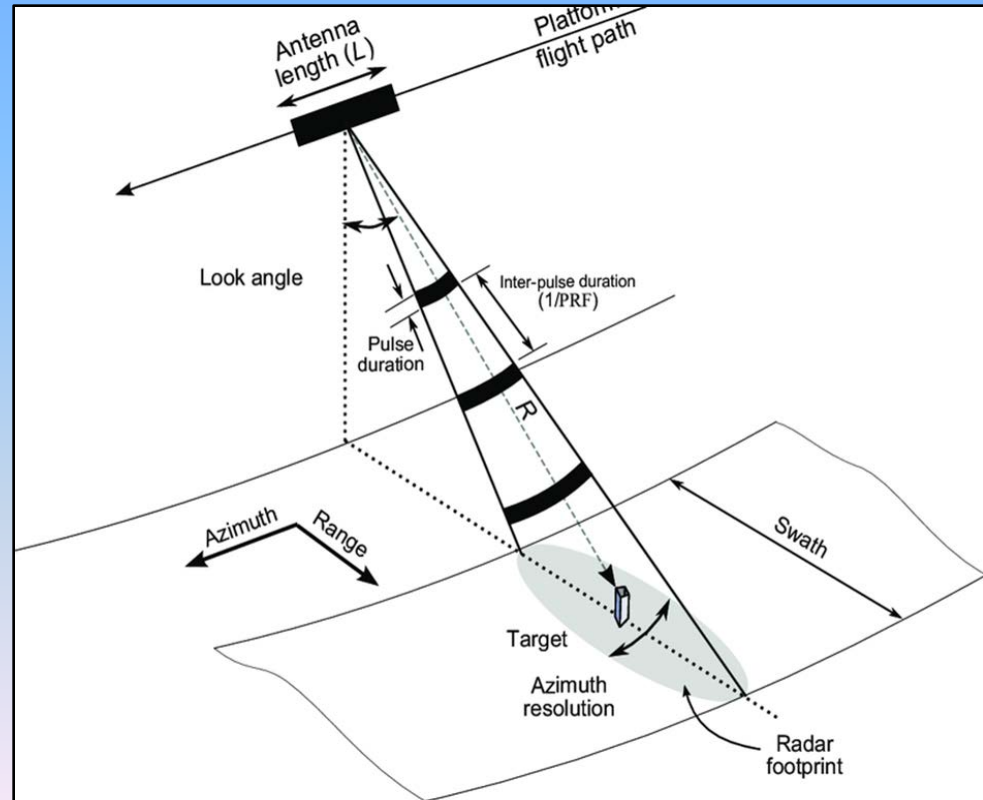 Antenna
length (L)
Platform
flight path
Look angle
Inter-pulse duration
(1/PRF)
Pulse
duration
R
Azimuth
Range
Swath
Target
Azimuth
resolution
Radar
footprint